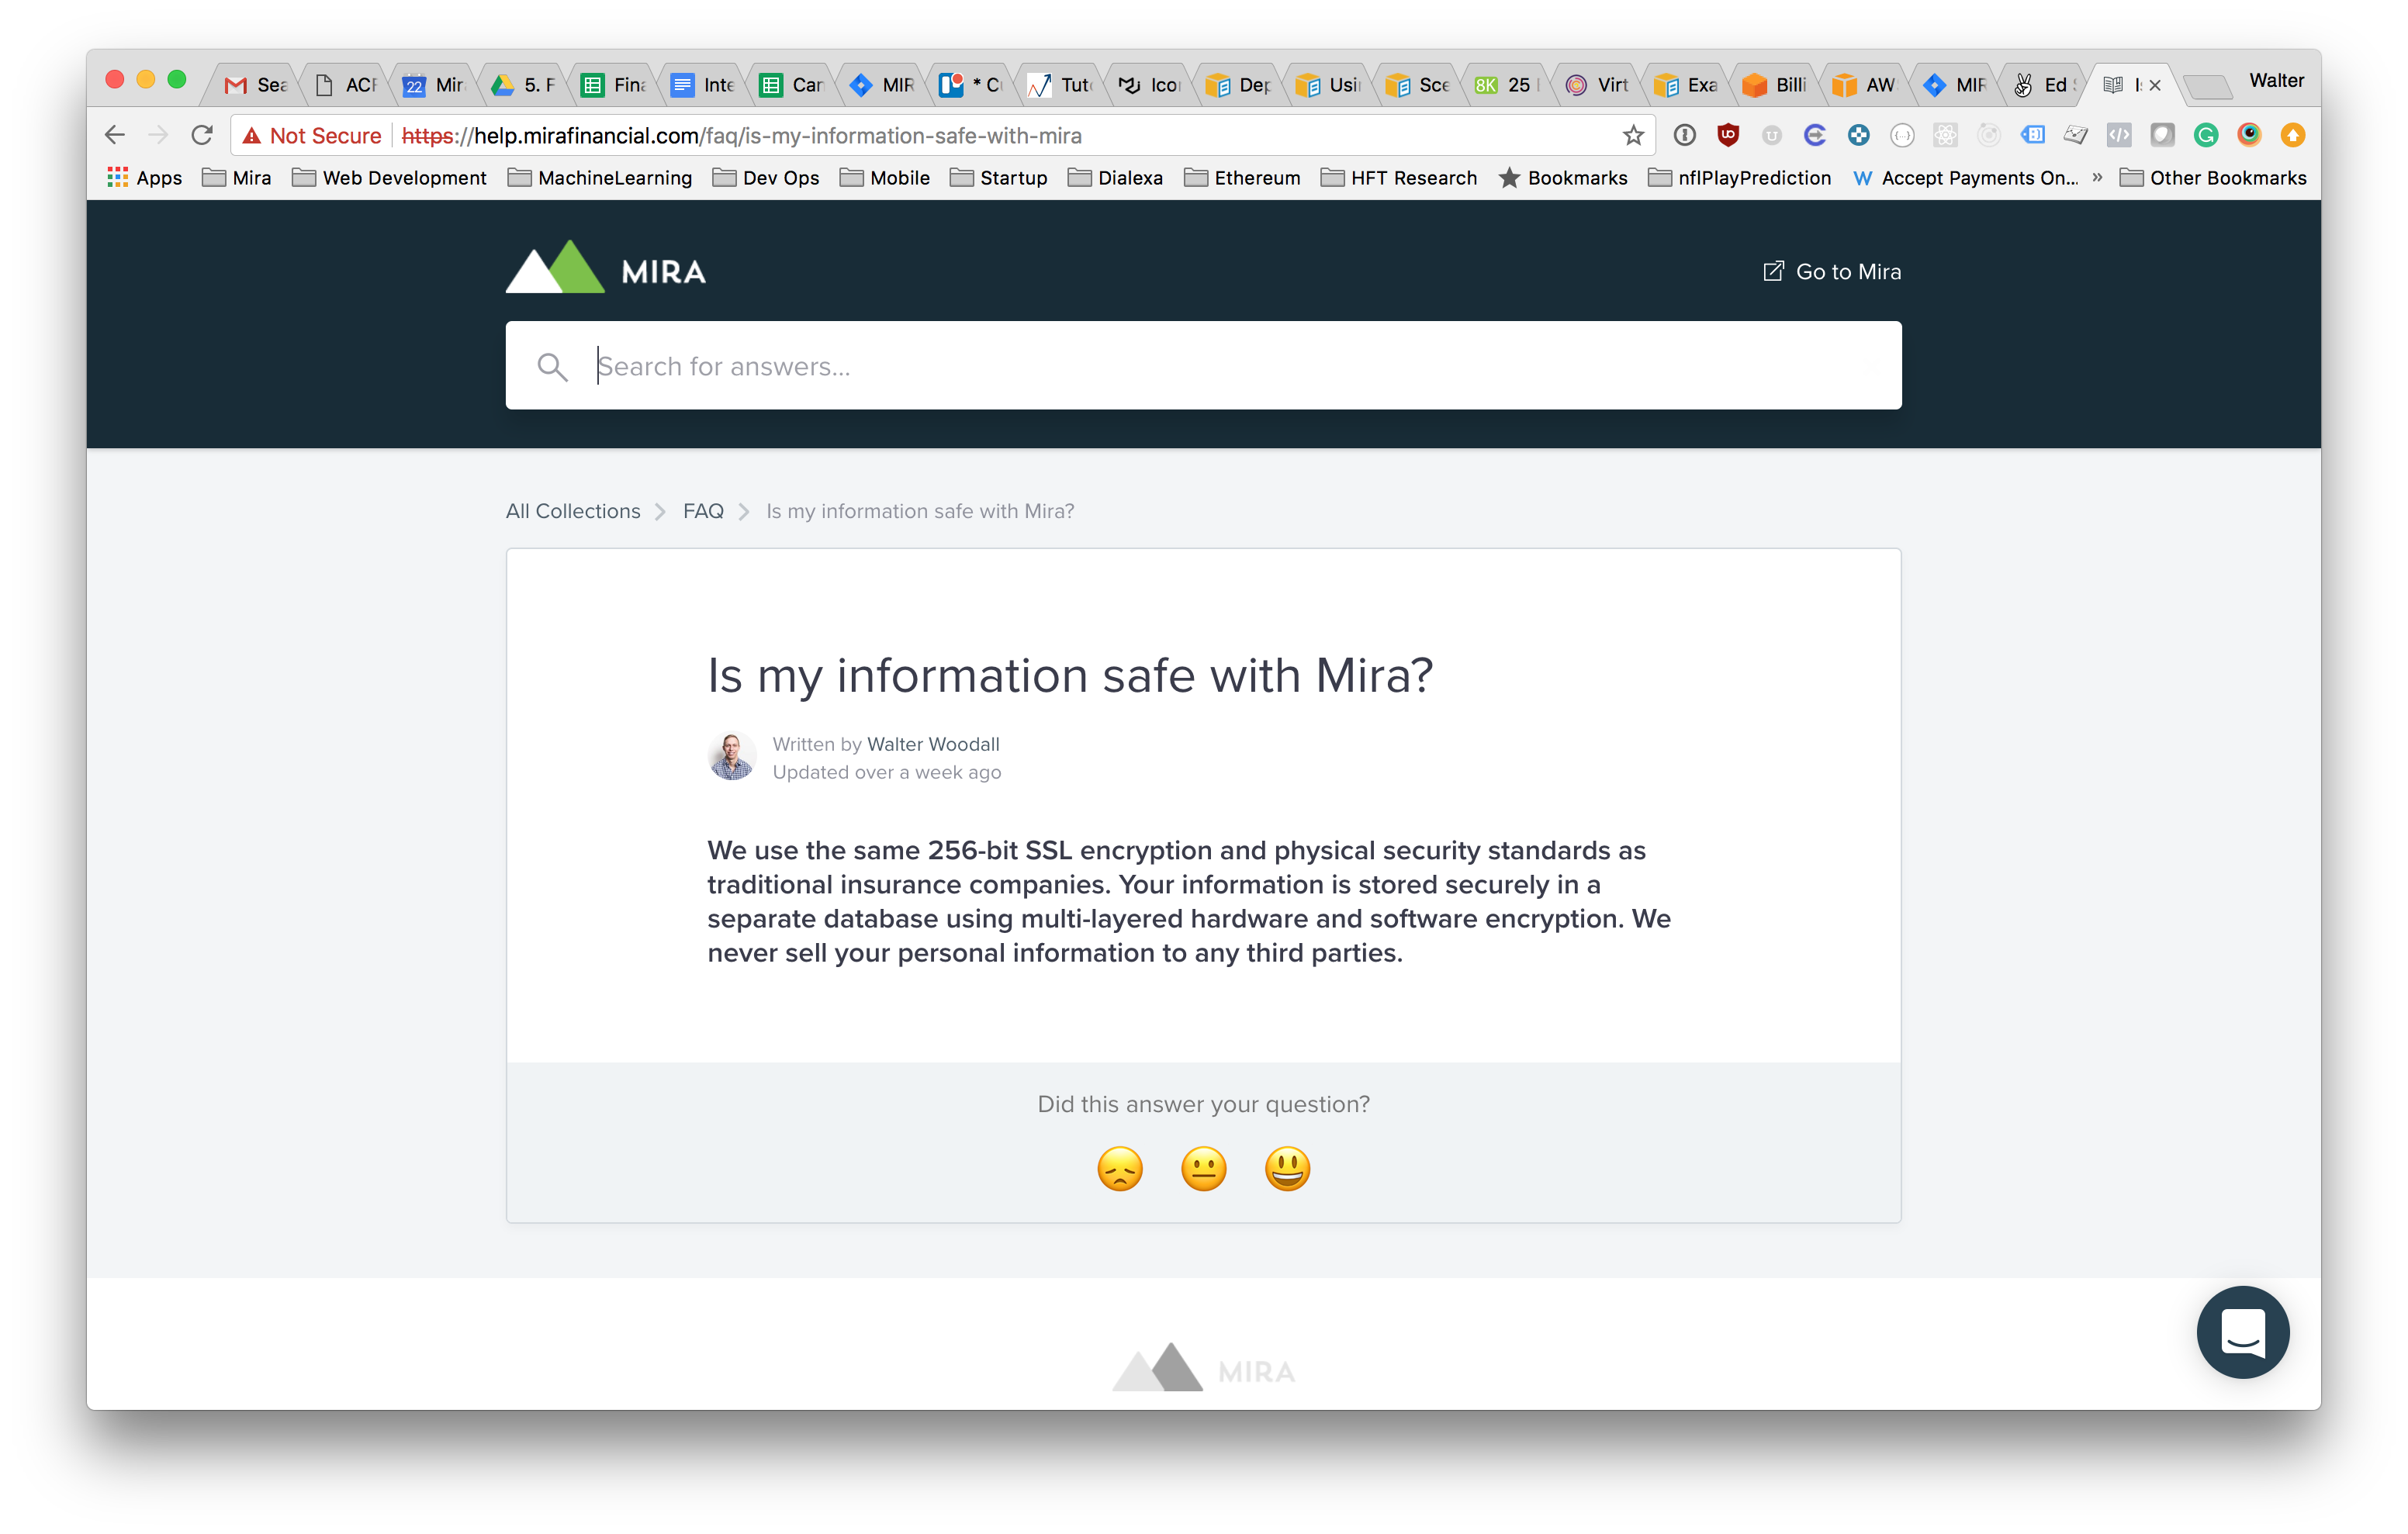 Sea
ACF
22
Mir
5. F
Fina
Inte
Can
MIR
* C
Tut
Icon
Dep
Usi
Sce
8K
25
Virt
Exa
Billi
AW
MIR
Ed
Walter
Not Secure
https://help.mirafinancial.com/faq/is-my-information-safe-with-mira
Apps
Mira
Web Development
MachineLearning
Dev Ops
Mobile
Startup
Dialexa
Ethereum
HFT Research
Bookmarks
nflPlayPrediction
Accept Payments On...
»
Other Bookmarks
MIRA
Go to Mira
Search for answers...
All Collections
FAQ
Is my information safe with Mira?
Is my information safe with Mira?
Written by Walter Woodall
Updated over a week ago
We use the same 256-bit SSL encryption and physical security standards as
traditional insurance companies. Your information is stored securely in a
separate database using multi-layered hardware and software encryption. We
never sell your personal information to any third parties.
Did this answer your question?
MIRA